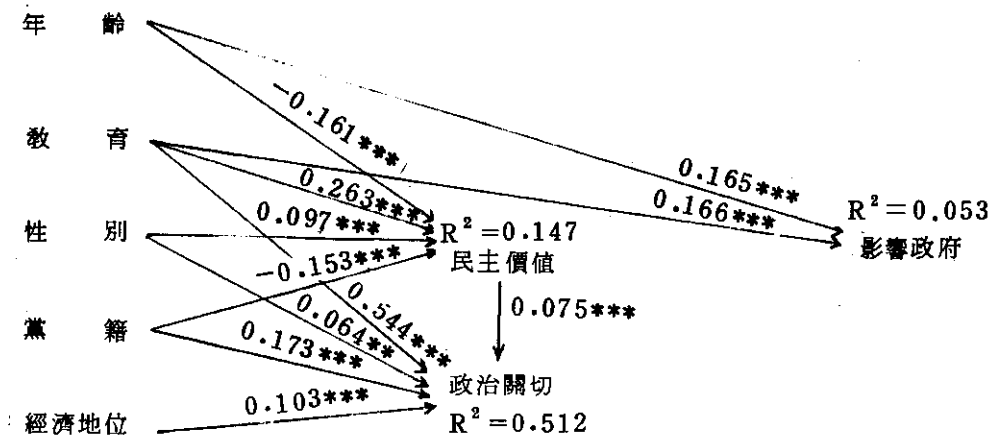 年齡
-0.161***
教育
0.165***
0.263***
0.166***
R²=0.053
0.097***
性別
R²=0.147
影響政府
-0.153***
民主價値
0.544***
0.064**
0.075***
黨籍
0.173***
政治關切
0.103***
經濟地位
R²=0.512